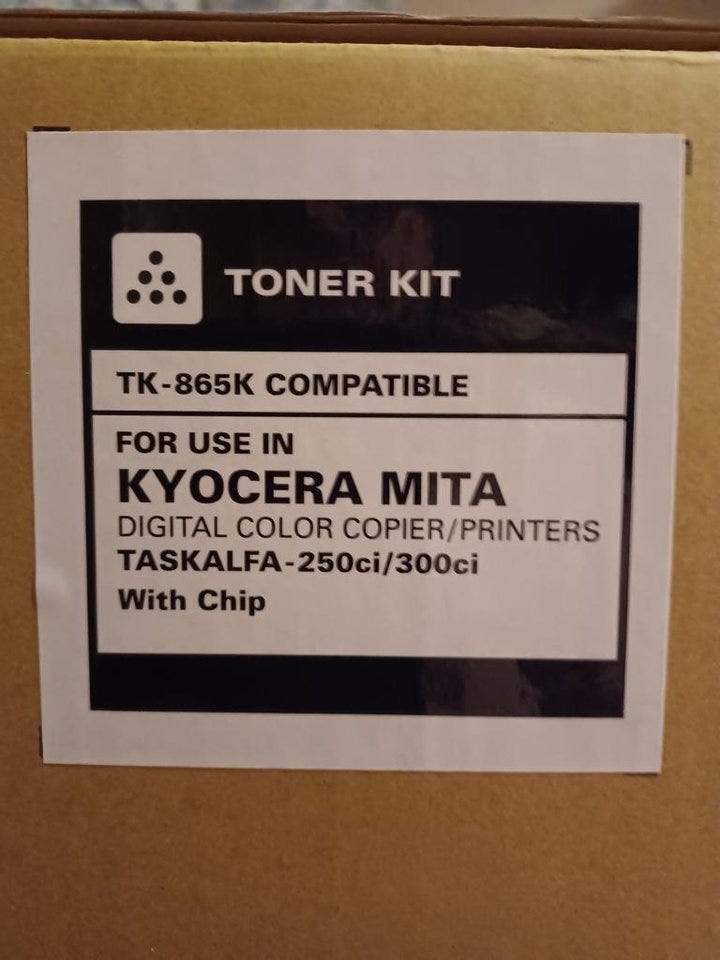 TONER KIT
TK-865K COMPATIBLE
FOR USE IN
KYOCERA MITA
DIGITAL COLOR COPIER/PRINTERS
TASKALFA-250ci/300ci
With Chip